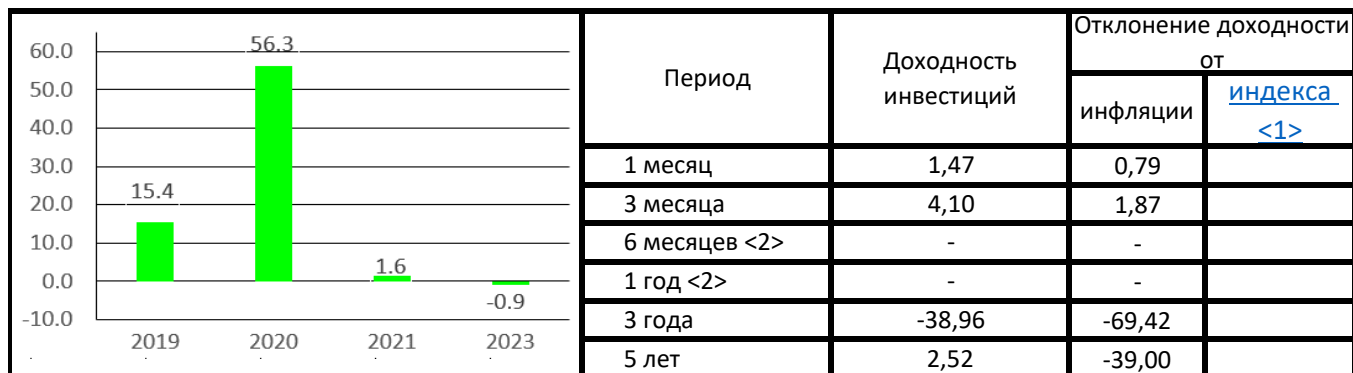 60.0
50.0
40.0
30.0
20.0
10.0
0.0
-10.0
15.4
56.3
1.6
-0.9
2019 2020 2021 2023
Период
Доходность
инвестиций
Отклонение доходности
от
инфляции
индекса
<1>
1 месяц 1,47 0,79
3 месяца 4,10 1,87
6 месяцев <2> - -
1 год <2> - -
3 года -38,96 -69,42
5 лет 2,52 -39,00